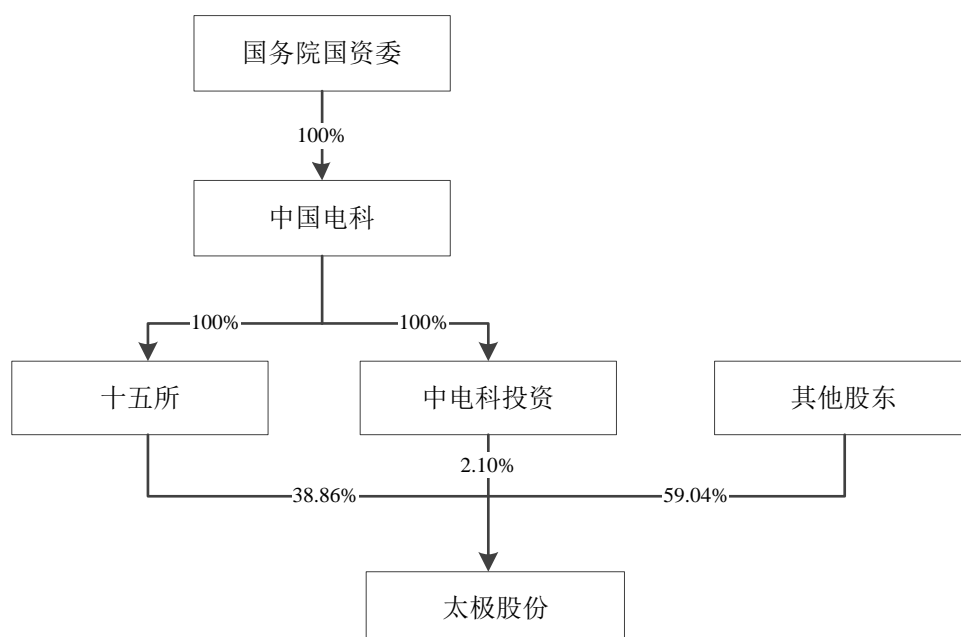 国务院国资委
100%
中国电科
100%
100%
十五所
中电科投资
其他股东
2.10%
38.86%
59.04%
太极股份